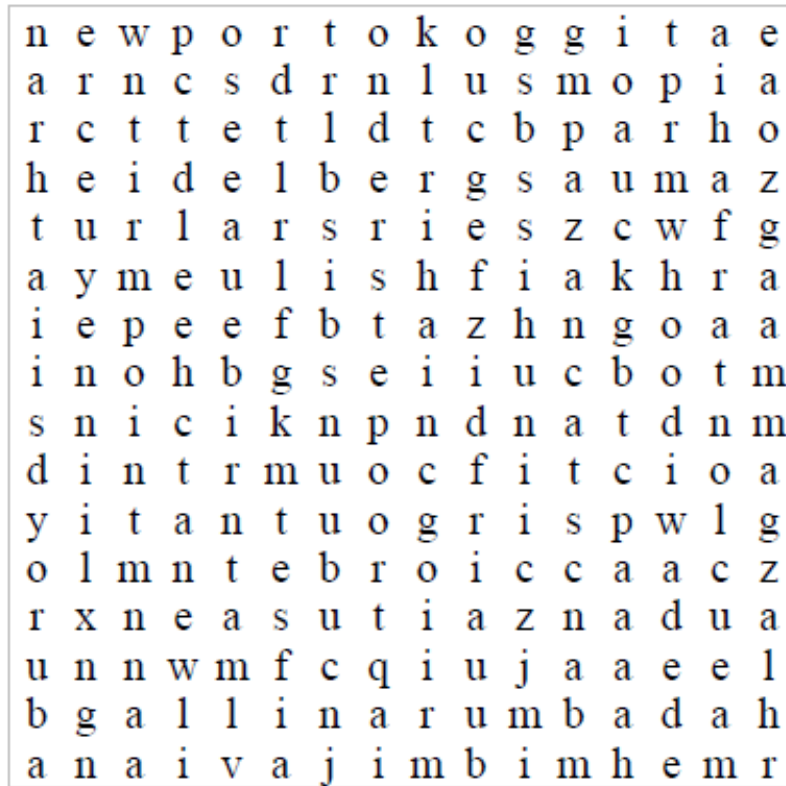 n e w p o r t o k o g g i t a e
a r n c s d r n l u s m o p i a
r c t t e t l d t c b p a r h o
h e i d e l b e r g s a u m a z
t u r l a r s r i e s z c w f g
a y m e u l i s h f i a k h r a
i e p e e f b t a z h n g o a a
i n o h b g s e i i u c b o t m
s n i c i k n p n d n a t d n m
d i n t r m u o c f i t c i o a
y i t a n t u o g r i s p w l g
o l m n t e b r o i c c a a c z
r x n e a s u t i a z n a d u a
u n n w m f c q i u j a a e e l
b g a l l i n a r u m b a d a h
a n a i v a j i m b i m h e m r